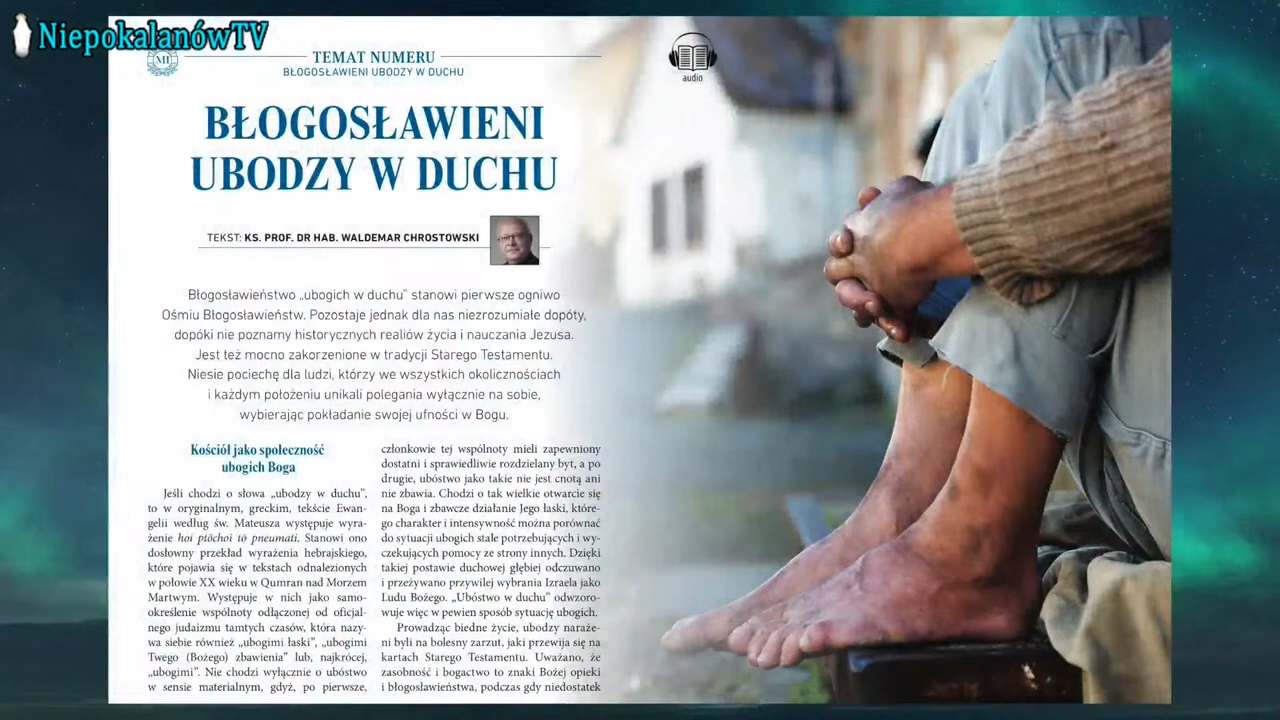 NiepokalanówTV
MI
TEMAT NUMERU
BŁOGOSŁAWIENI UBODZY W DUCHU
audio
BŁOGOSŁAWIENI
UBODZY W DUCHU
TEKST: KS. PROF. DR HAB. WALDEMAR CHROSTOWSKI
Błogosławieństwo „ubogich w duchu” stanowi pierwsze ogniwo
Ośmiu Błogosławieństw. Pozostaje jednak dla nas niezrozumiałe dopóty,
dopóki nie poznamy historycznych realiów życia i nauczania Jezusa.
Jest też mocno zakorzenione w tradycji Starego Testamentu.
Niesie pociechę dla ludzi, którzy we wszystkich okolicznościach
i każdym położeniu unikali polegania wyłącznie na sobie,
wybierając pokładanie swojej ufności w Bogu.
Kościół jako społeczność
ubogich Boga
Jeśli chodzi o słowa „ubodzy w duchu”,
to w oryginalnym, greckim, tekście Ewan-
gelii według św. Mateusza występuje wyra-
żenie hoi ptōchoi tō pneumati. Stanowi ono
dosłowny przekład wyrażenia hebrajskiego,
które pojawia się w tekstach odnalezionych
w połowie XX wieku w Qumran nad Morzem
Martwym. Występuje w nich jako samo-
określenie wspólnoty odłączonej od oficjal-
nego judaizmu tamtych czasów, która nazy-
wa siebie również „ubogimi łaski”, „ubogimi
Twego (Bożego) zbawienia” lub, najkrócej,
„ubogimi”. Nie chodzi wyłącznie o ubóstwo
w sensie materialnym, gdyż, po pierwsze,
członkowie tej wspólnoty mieli zapewniony
dostatni i sprawiedliwie rozdzielany byt, a po
drugie, ubóstwo jako takie nie jest cnotą ani
nie zbawia. Chodzi o tak wielkie otwarcie się
na Boga i zbawcze działanie Jego łaski, które-
go charakter i intensywność można porównać
do sytuacji ubogich stale potrzebujących i wy-
czekujących pomocy ze strony innych. Dzięki
takiej postawie duchowej głębiej odczuwano
i przeżywano przywilej wybrania Izraela jako
Ludu Bożego. „Ubóstwo w duchu” odwzoro-
wuje więc w pewien sposób sytuację ubogich.
Prowadząc biedne życie, ubodzy naraże-
ni byli na bolesny zarzut, jaki przewija się na
kartach Starego Testamentu. Uważano, że
zasobność i bogactwo to znaki Bożej opieki
i błogosławieństwa, podczas gdy niedostatek